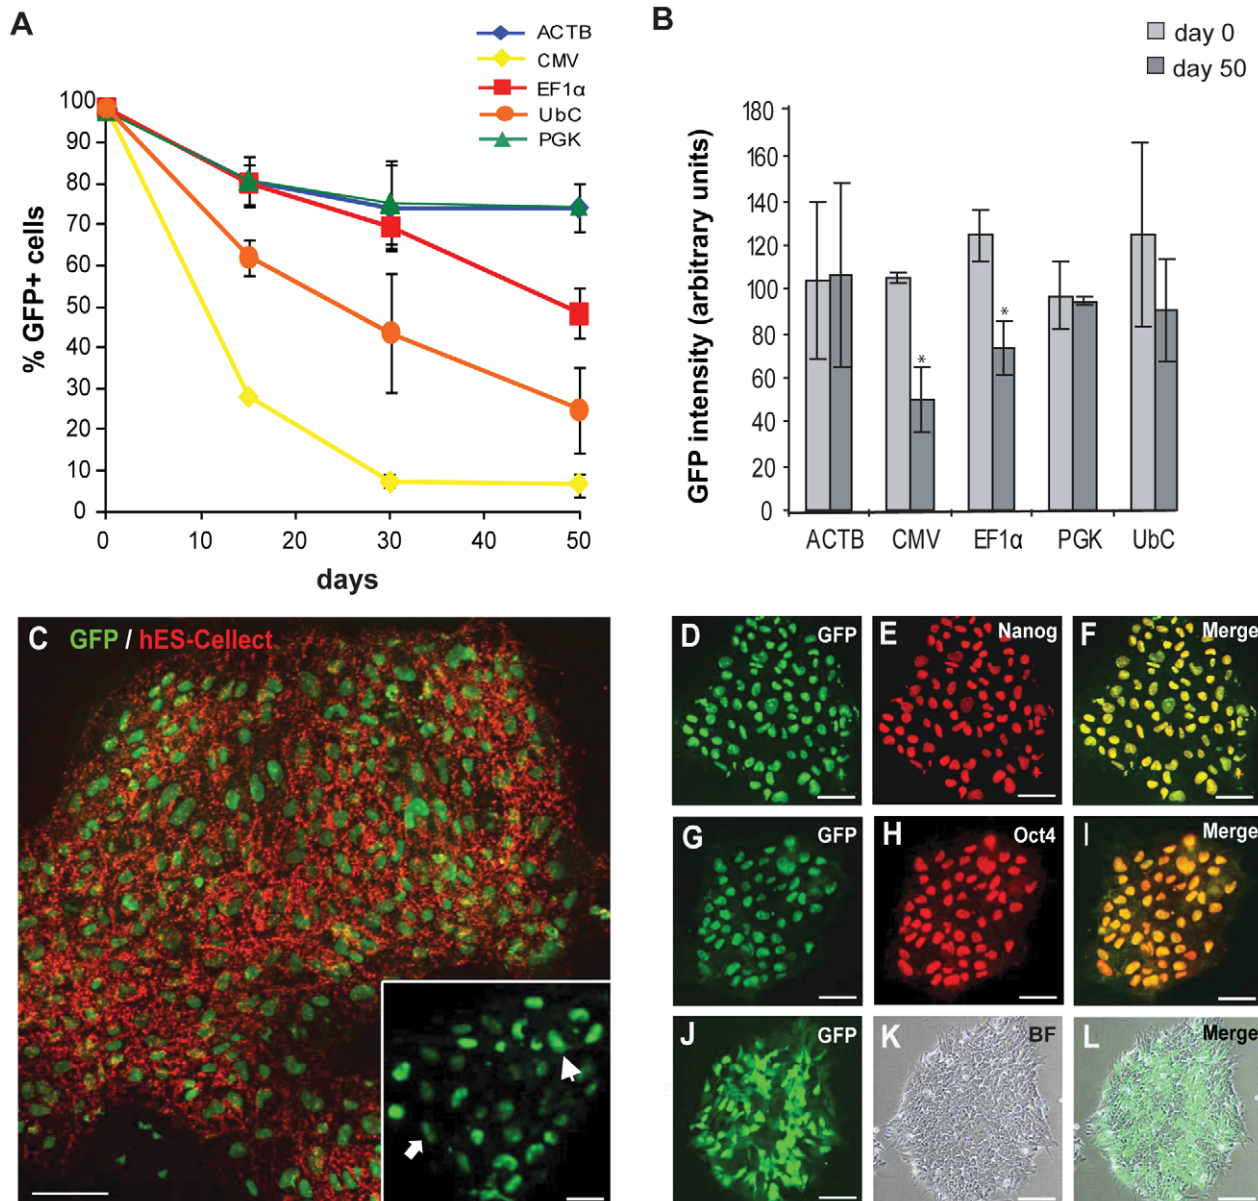 A
ACTB
CMV
EF1α
UbC
PGK
% GFP+ cells
100
90
80
70
60
50
40
30
20
10
0
0 10 20 30 40 50
days
B
day 0
day 50
GFP intensity (arbitrary units)
180
160
140
120
100
80
60
40
20
0
* *
ACTB CMV EF1α PGK UbC
C GFP / hES-Cellect
D GFP
E Nanog
F Merge
G GFP
H Oct4
I Merge
J GFP
K BF
L Merge